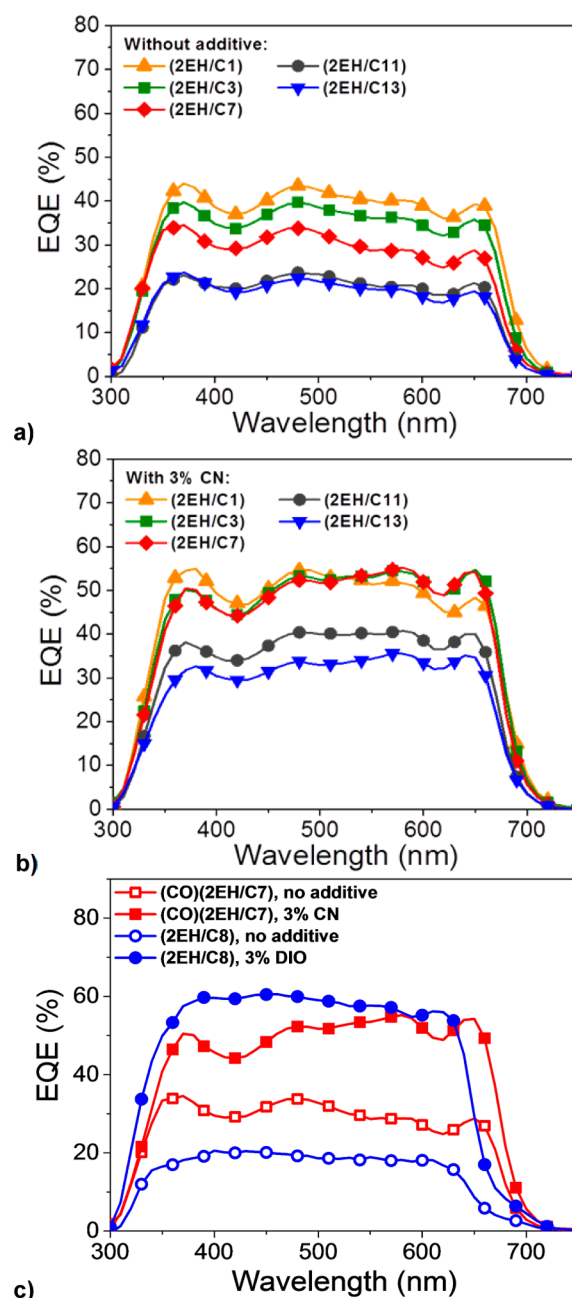 80
70
60
50
40
30
20
10
0
EQE (%)
Without additive:
(2EH/C1)
(2EH/C11)
(2EH/C3)
(2EH/C13)
(2EH/C7)
300 400 500 600 700
Wavelength (nm)
a)
80
70
60
50
40
30
20
10
0
EQE (%)
With 3% CN:
(2EH/C1)
(2EH/C11)
(2EH/C3)
(2EH/C13)
(2EH/C7)
300 400 500 600 700
Wavelength (nm)
b)
80
60
40
20
0
EQE (%)
(CO)(2EH/C7), no additive
(CO)(2EH/C7), 3% CN
(2EH/C8), no additive
(2EH/C8), 3% DIO
300 400 500 600 700
Wavelength (nm)
c)